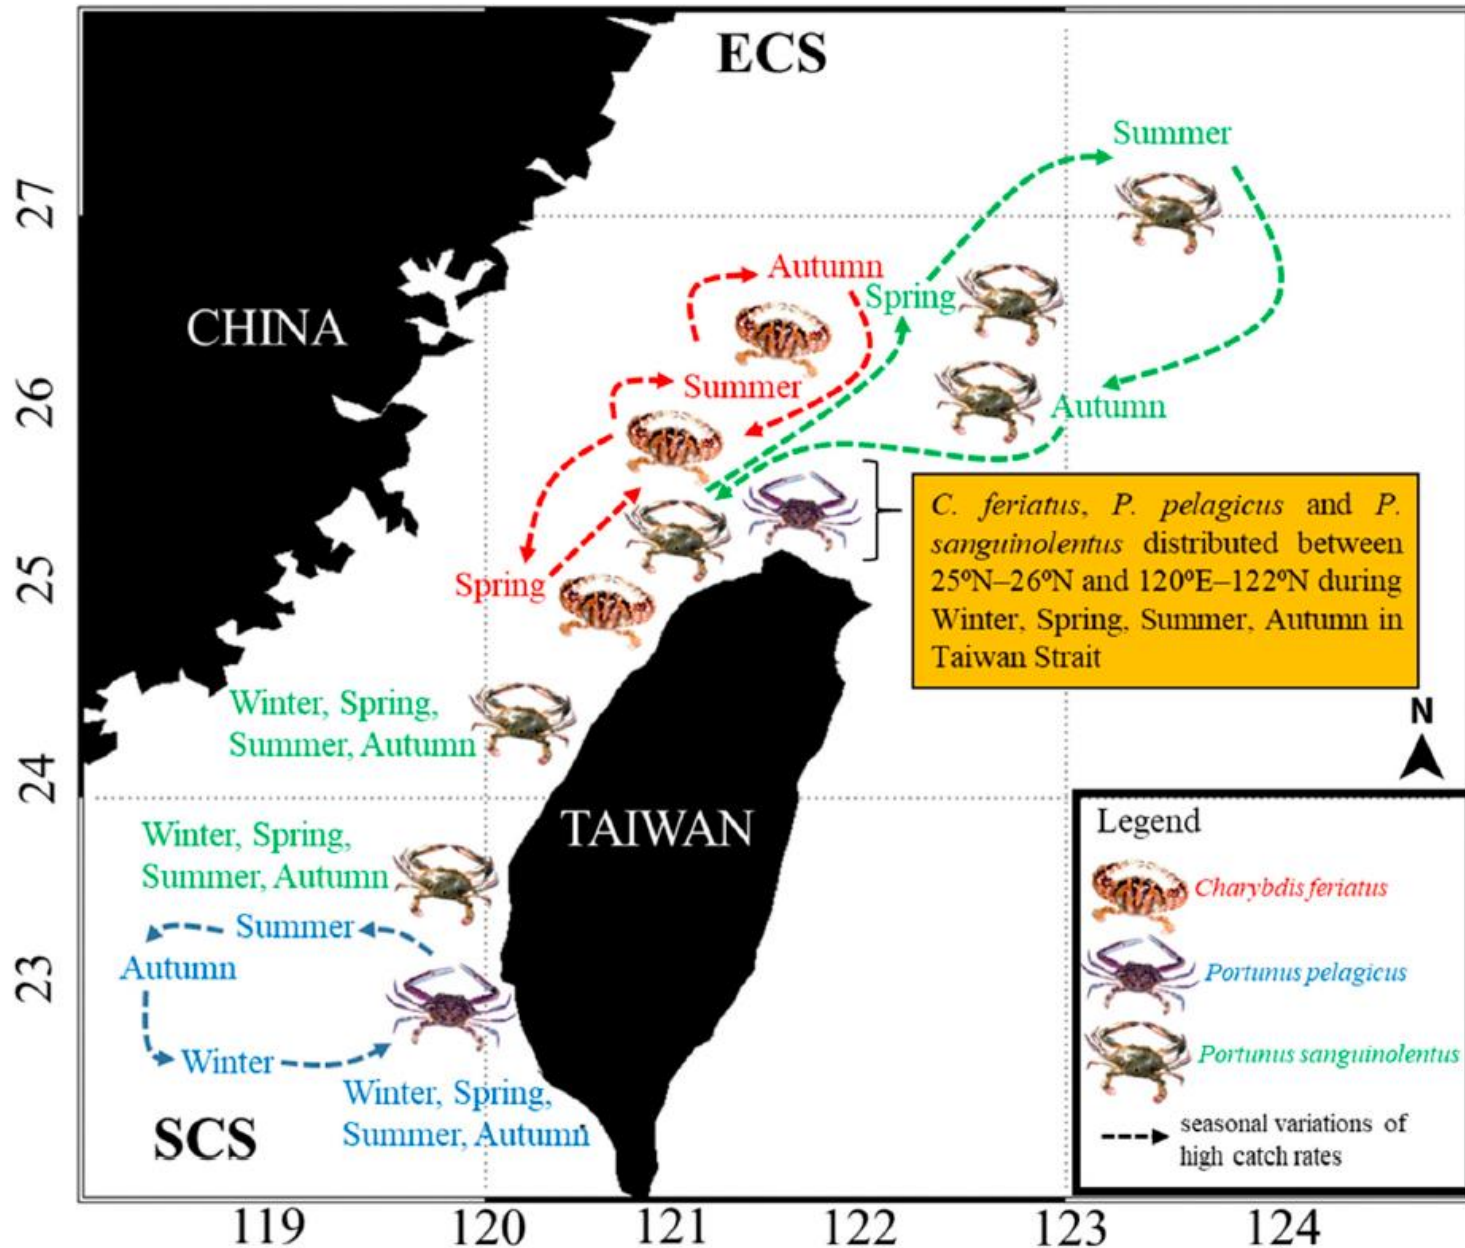 ECS
Summer
27
Autumn
Spring
CHINA
26
Summer
Autumn
C. feriatus, P. pelagicus and P.
sanguinolentus distributed between
25ºN–26ºN and 120ºE–122ºN during
Winter, Spring, Summer, Autumn in
Taiwan Strait
25
Spring
Winter, Spring,
Summer, Autumn
N
24
TAIWAN
Winter, Spring,
Summer, Autumn
Summer
Autumn
23
Winter
Winter, Spring,
Summer, Autumn
SCS
Legend
Charybdis feriatus
Portunus pelagicus
Portunus sanguinolentus
seasonal variations of
high catch rates
119
120
121
122
123
124